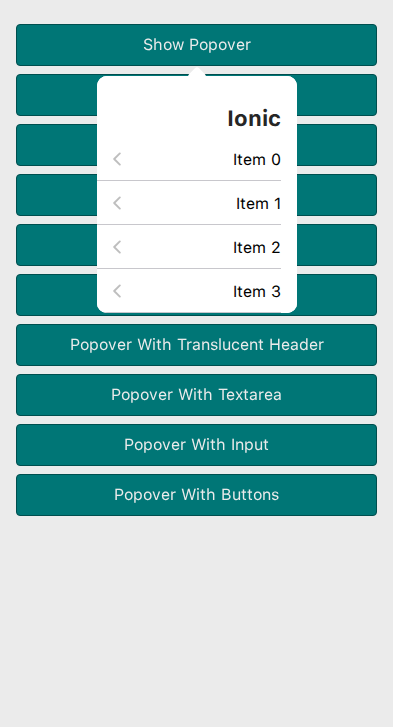 Show Popover
Ionic
Item 0
Item 1
Item 2
Item 3
Popover With Translucent Header
Popover With Textarea
Popover With Input
Popover With Buttons